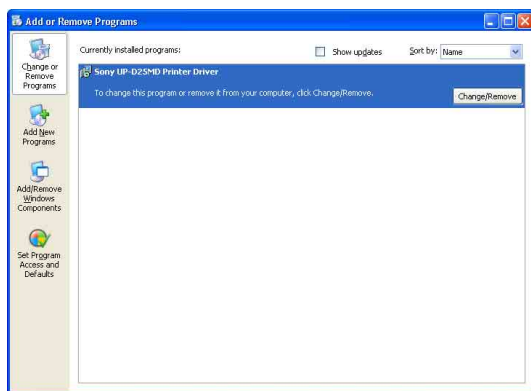 Add or Remove Programs
Change or
Remove
Programs
Currently installed programs:
Show updates
Sort by:
Name
Sony UP-D25MD Printer Driver
To change this program or remove it from your computer, click Change/Remove.
Change/Remove
Add New
Programs
Add/Remove
Windows
Components
Set Program
Access and
Defaults